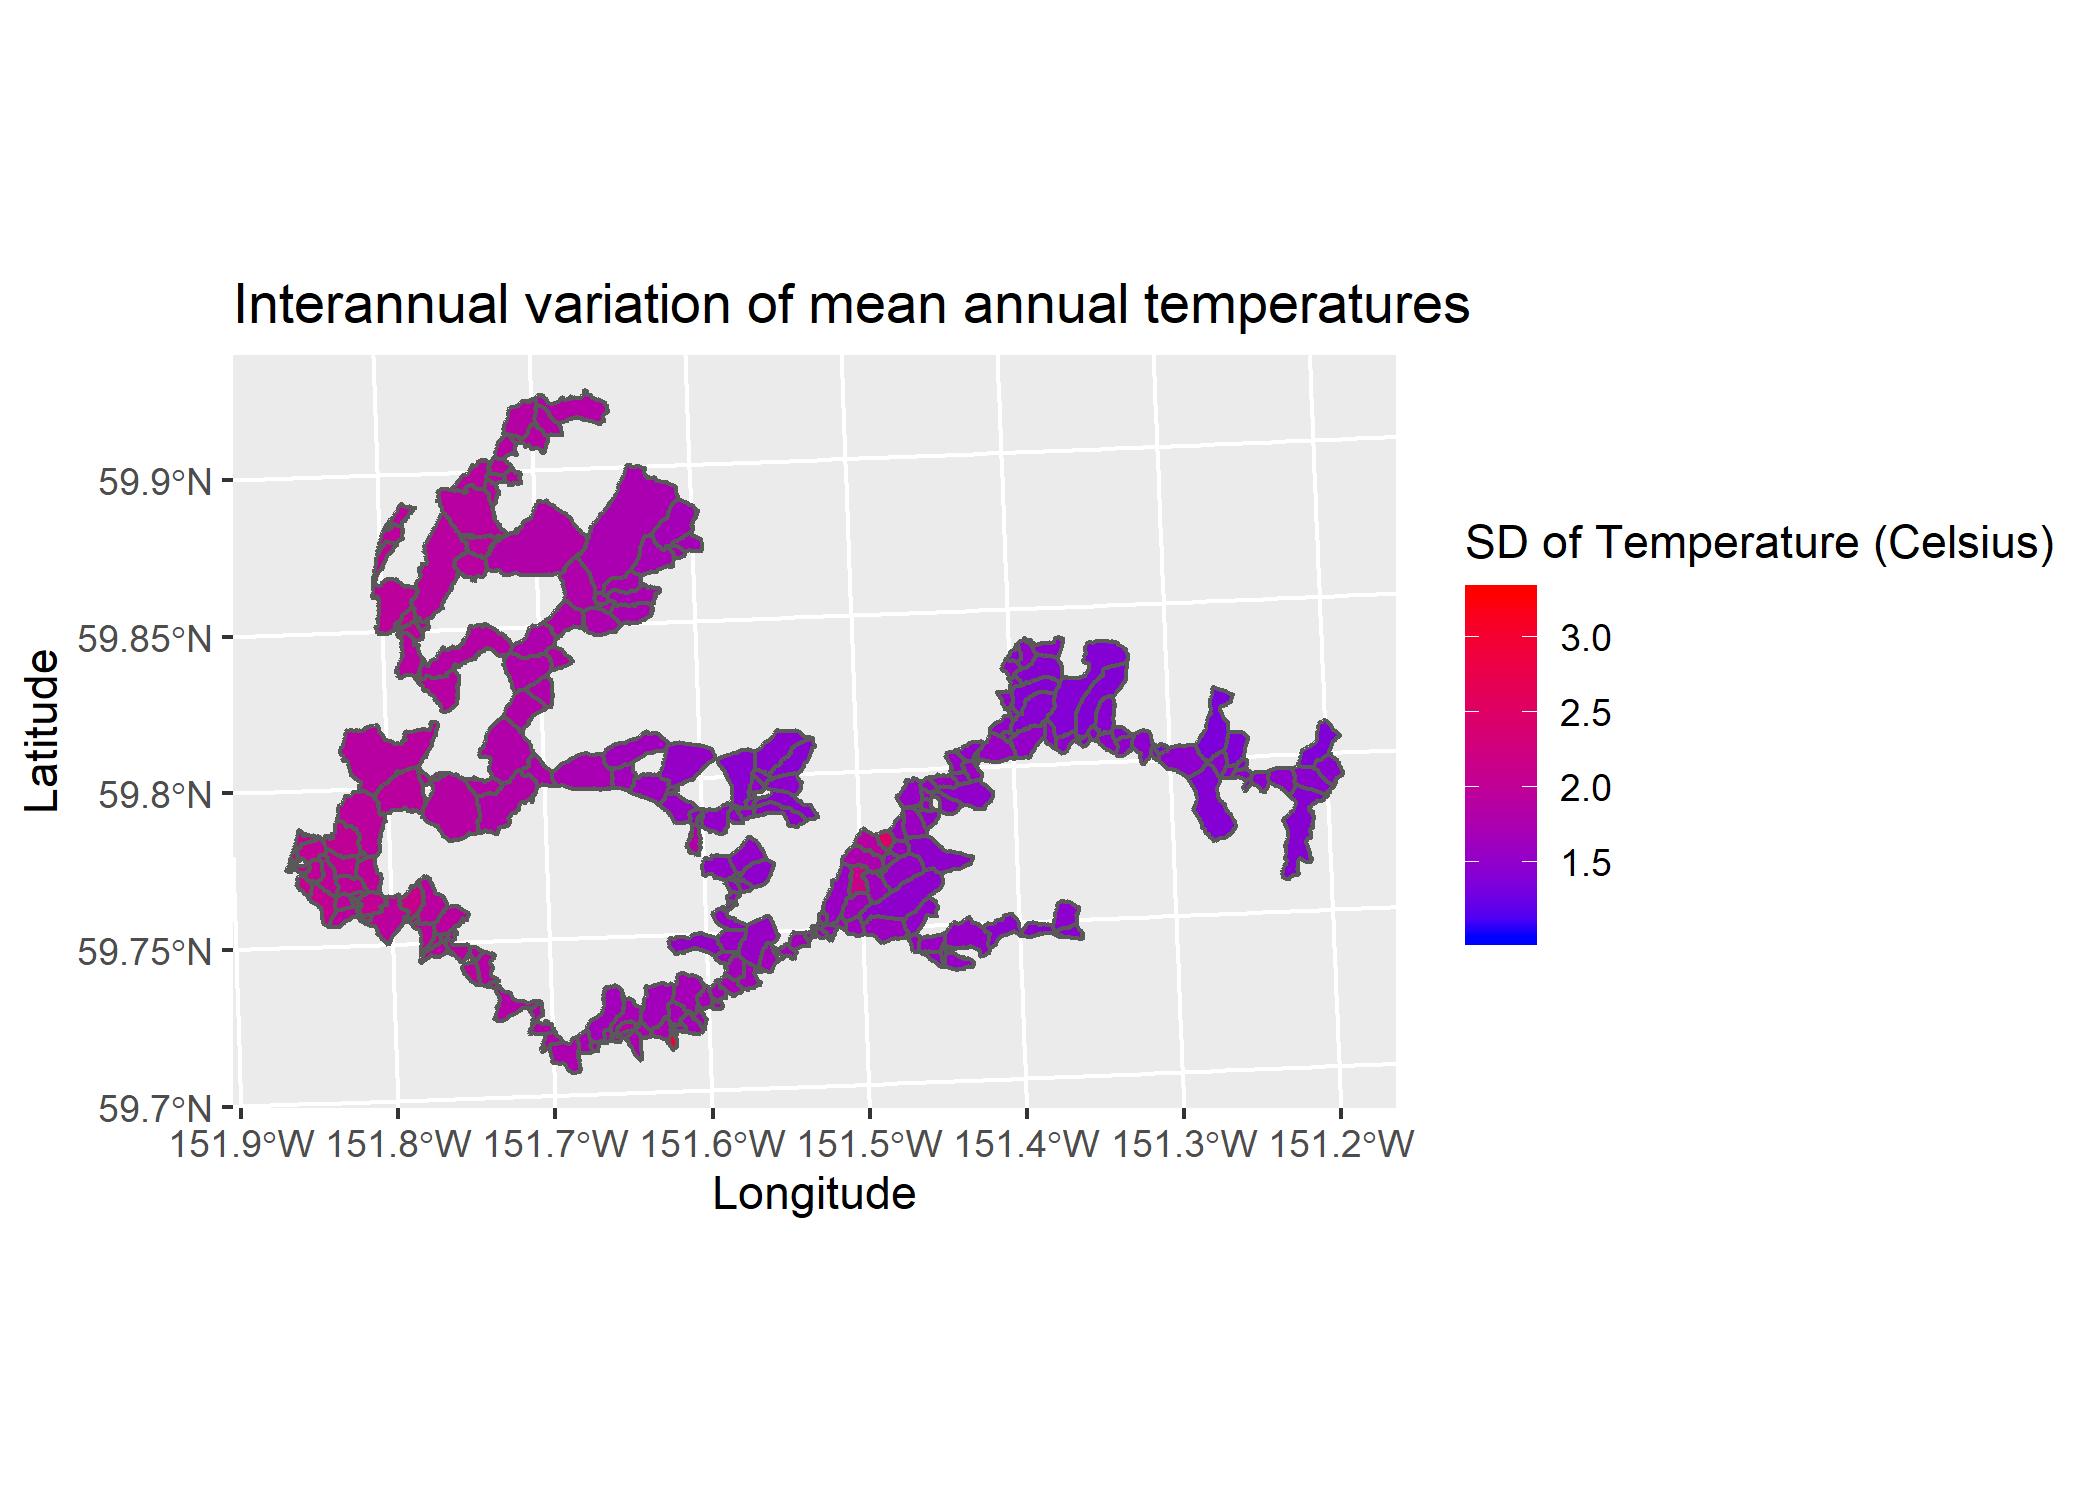 Interannual variation of mean annual temperatures
Latitude
59.9°N
59.85°N
59.8°N
59.75°N
59.7°N
151.9°W 151.8°W 151.7°W 151.6°W 151.5°W 151.4°W 151.3°W 151.2°W
Longitude
SD of Temperature (Celsius)
3.0
2.5
2.0
1.5